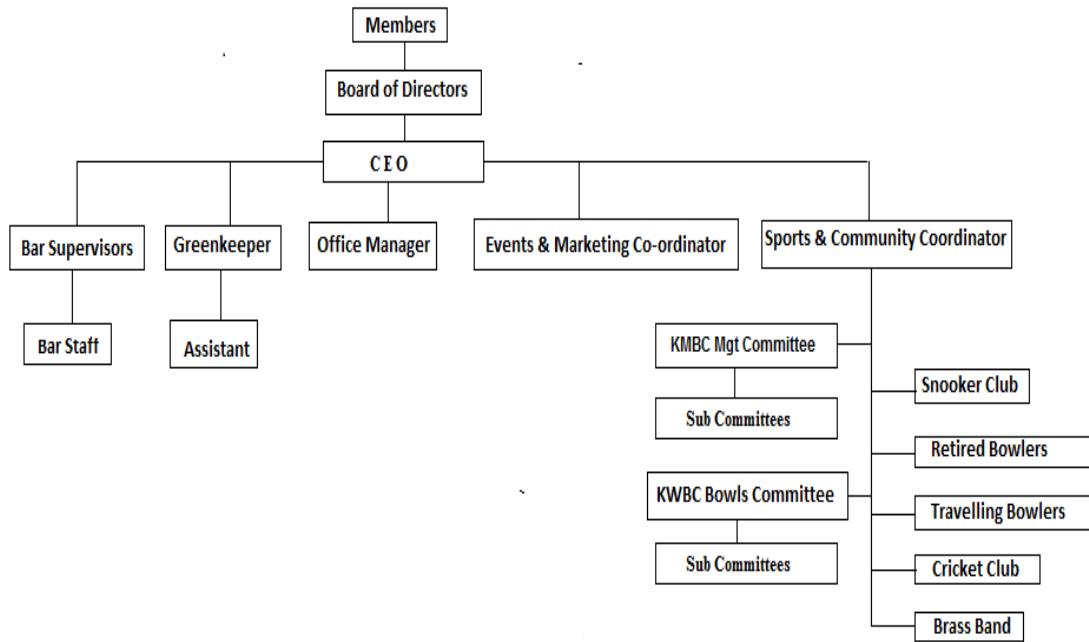 Members
Board of Directors
C E O
Bar Supervisors
Greenkeeper
Office Manager
Events & Marketing Co-ordinator
Sports & Community Coordinator
Bar Staff
Assistant
KMBC Mgt Committee
Snooker Club
Sub Committees
Retired Bowlers
KWBC Bowls Committee
Travelling Bowlers
Sub Committees
Cricket Club
Brass Band